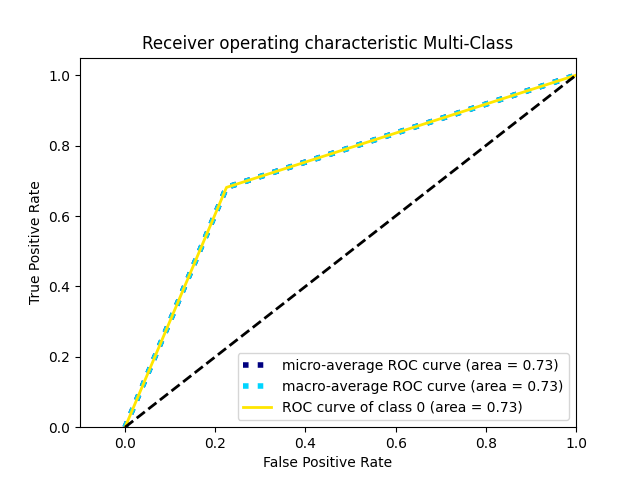 Receiver operating characteristic Multi-Class
1.0
0.8
0.6
0.4
0.2
0.0
True Positive Rate
micro-average ROC curve (area = 0.73)
macro-average ROC curve (area = 0.73)
ROC curve of class 0 (area = 0.73)
0.0 0.2 0.4 0.6 0.8 1.0
False Positive Rate